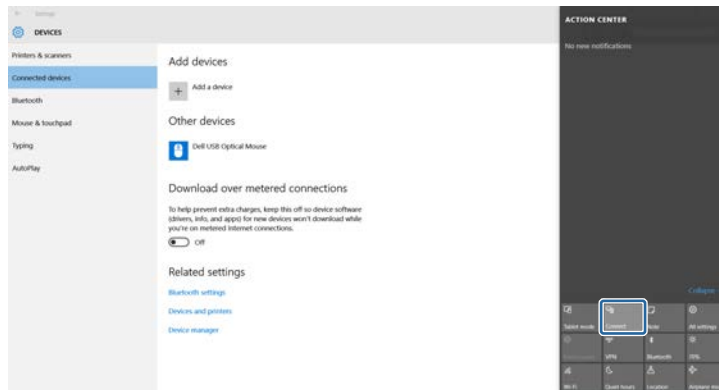 Settings
DEVICES
Printers & scanners
Connected devices
Bluetooth
Mouse & touchpad
Typing
AutoPlay
Add devices
Add a device
Other devices
Dell USB Optical Mouse
Download over metered connections
To help prevent extra charges, keep this off so device software
(drivers, info, and apps) for new devices won't download while
you're on metered Internet connections.
Off
Related settings
Bluetooth settings
Devices and printers
Device manager
ACTION CENTER
No new notifications
Collapse
Tablet mode
Connect
Note
All settings
VPN
Bluetooth
70%
Wi-Fi
Quiet hours
Location
Airplane mo